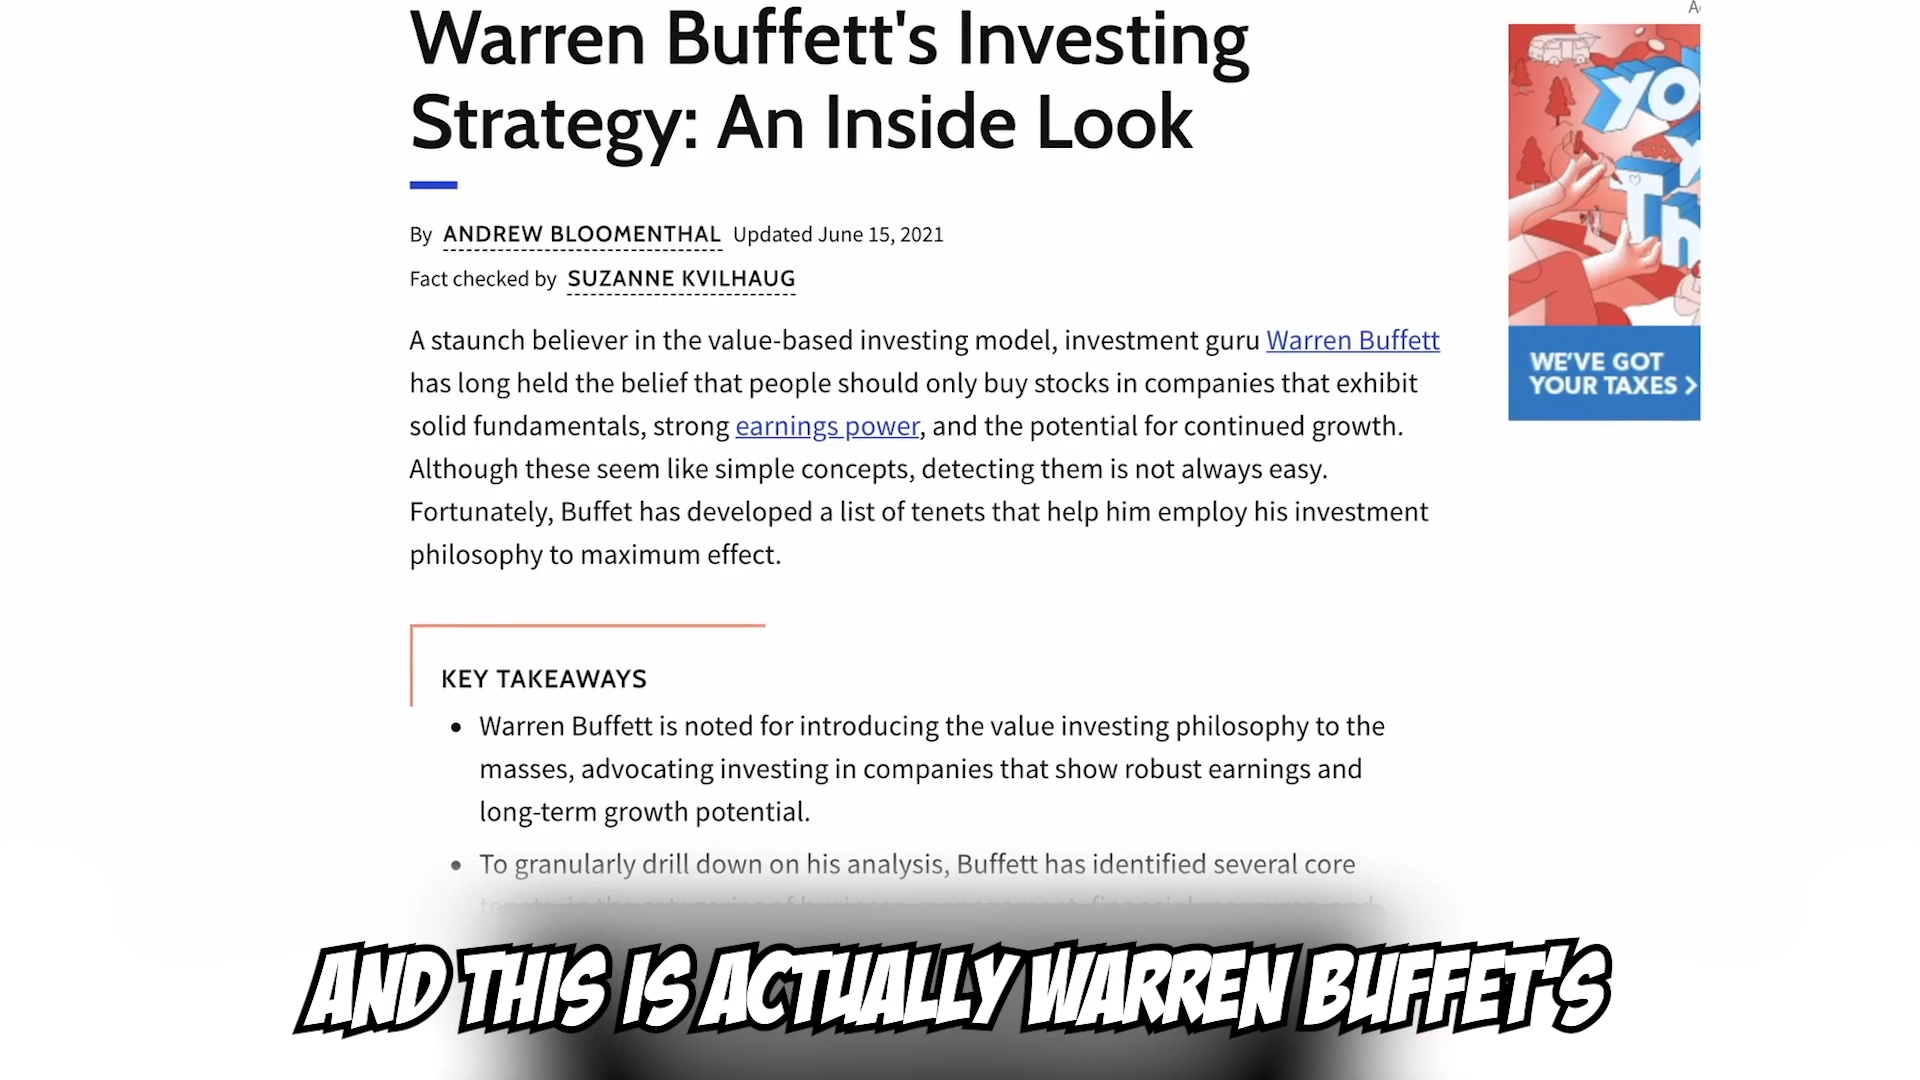 Warren Buffett's Investing
Strategy: An Inside Look
By ANDREW BLOOMENTHAL Updated June 15, 2021
Fact checked by SUZANNE KVILHAUG
A staunch believer in the value-based investing model, investment guru Warren Buffett
has long held the belief that people should only buy stocks in companies that exhibit
solid fundamentals, strong earnings power, and the potential for continued growth.
Although these seem like simple concepts, detecting them is not always easy.
Fortunately, Buffet has developed a list of tenets that help him employ his investment
philosophy to maximum effect.
KEY TAKEAWAYS
• Warren Buffett is noted for introducing the value investing philosophy to the
masses, advocating investing in companies that show robust earnings and
long-term growth potential.
• To granularly drill down on his analysis, Buffett has identified several core
WE'VE GOT
YOUR TAXES >
AND THIS IS ACTUALLY WARREN BUFFET'S